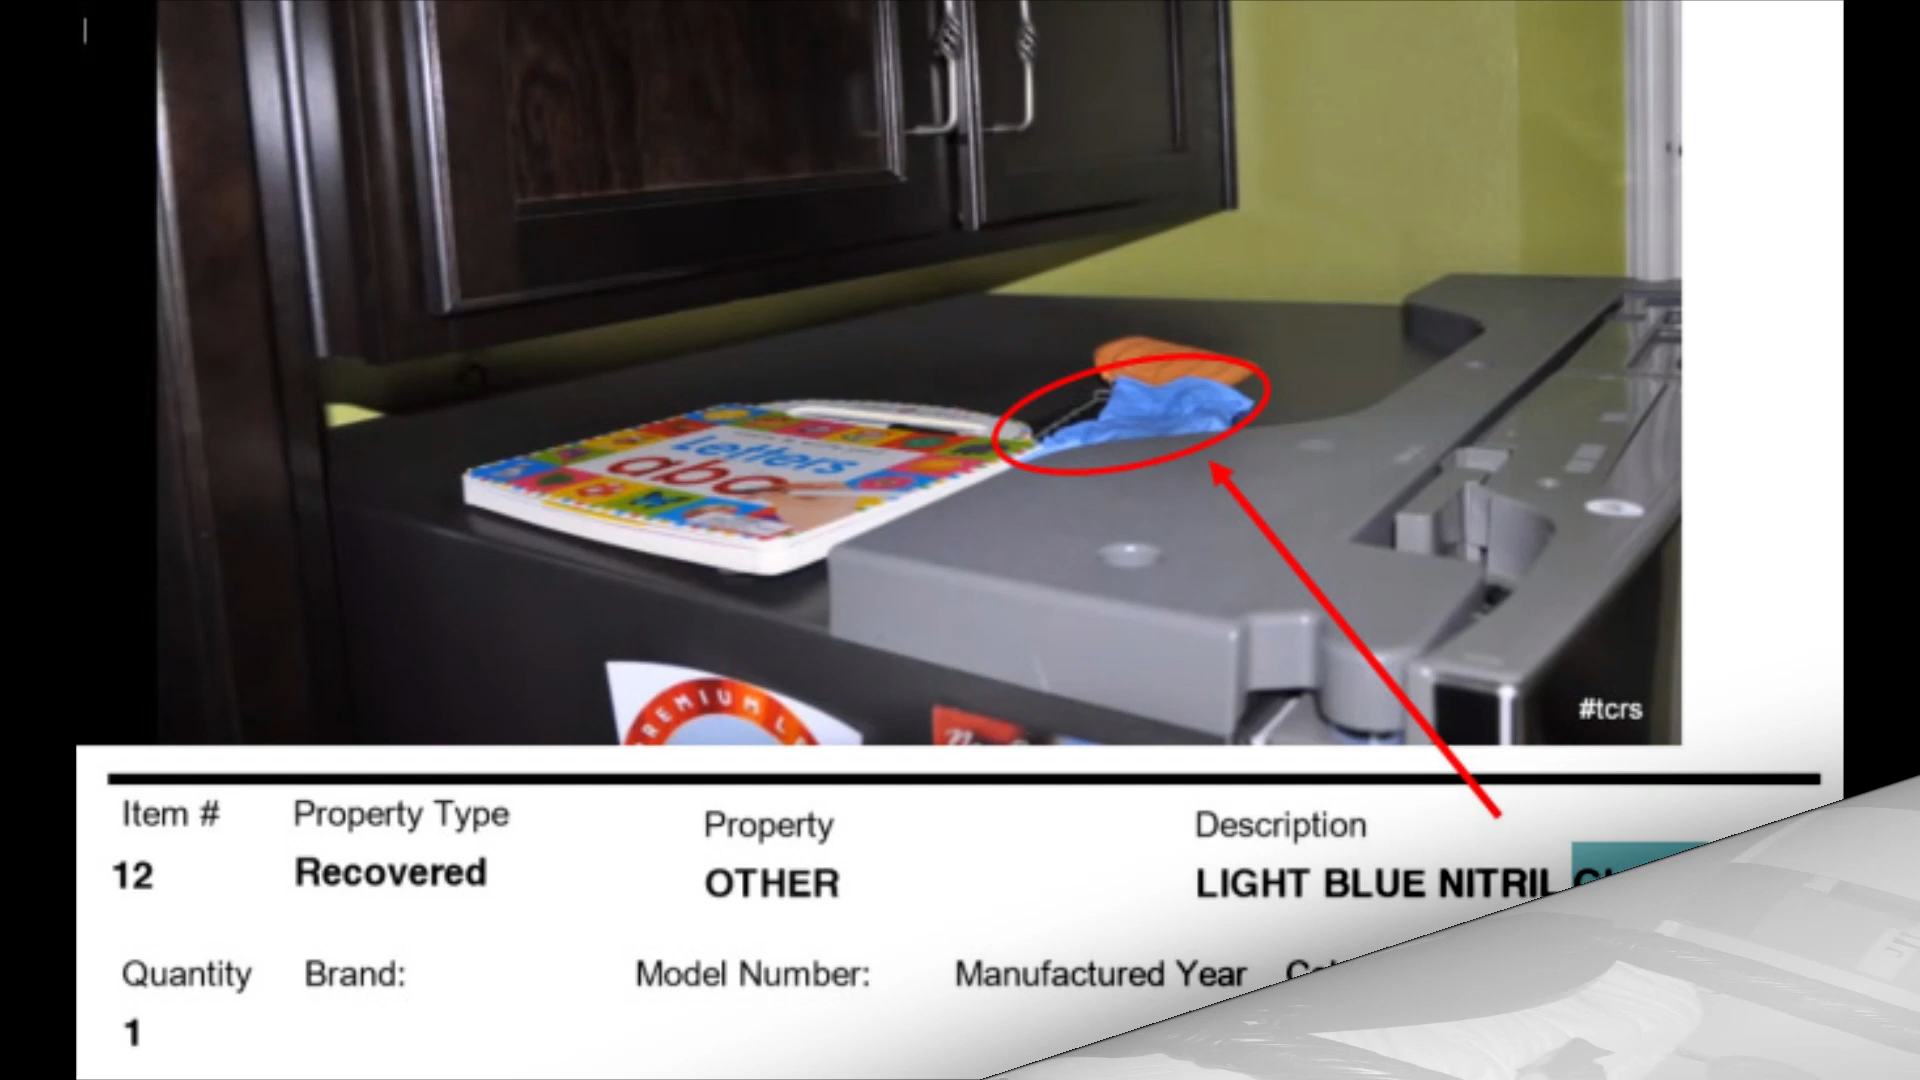 Letters
abc
PREMIUM L
#tcrs
Item # Property Type Property Description
12 Recovered OTHER LIGHT BLUE NITRIL
Quantity Brand: Model Number: Manufactured Year
1